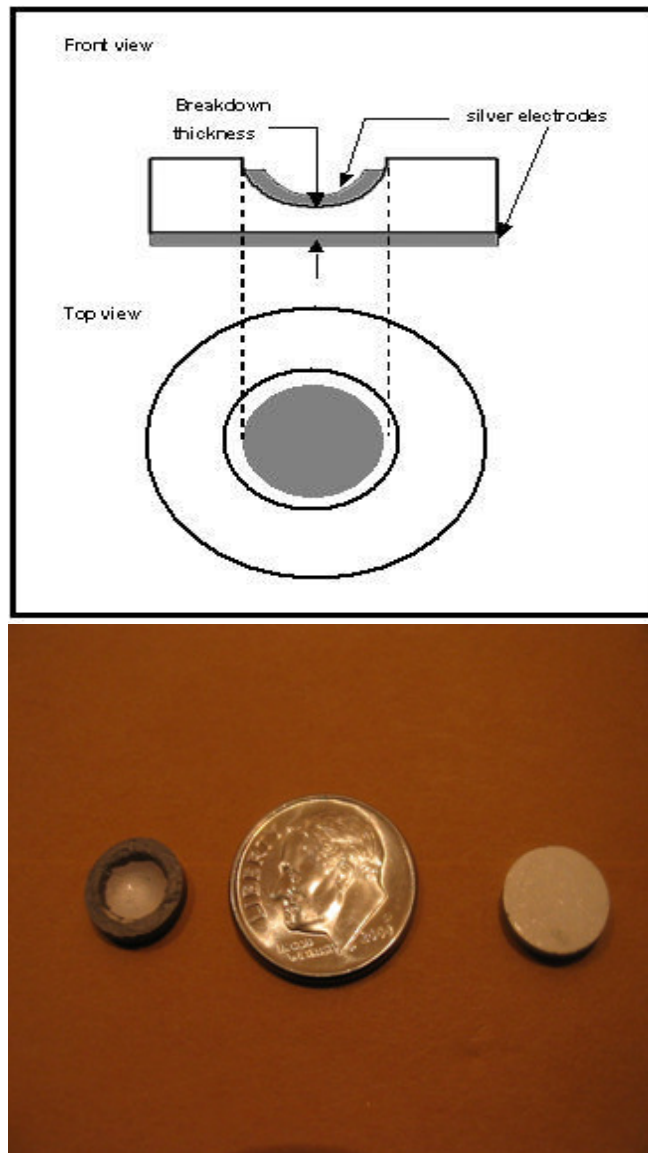 Front view
Breakdown
thickness
silver electrodes
Top view
LIBERTY